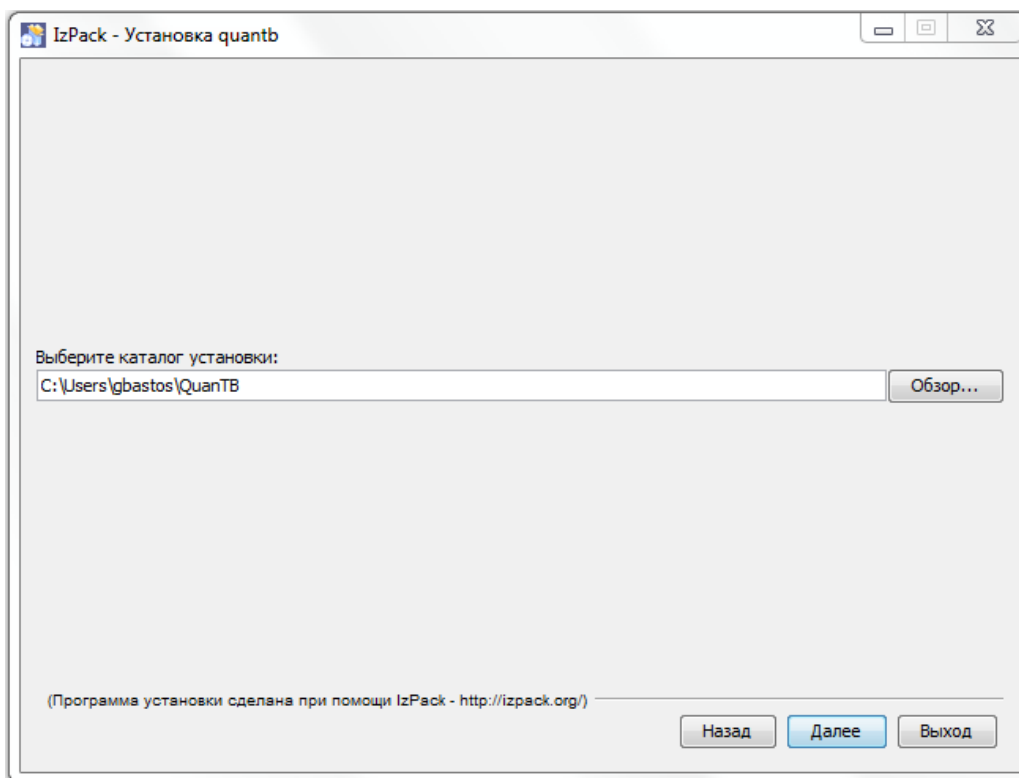 IzPack - Установка quantb
Выберите каталог установки:
C:\Users\gbastos\QuanTB
Обзор...
(Программа установки сделана при помощи IzPack - http://izpack.org/)
Назад
Далее
Выход